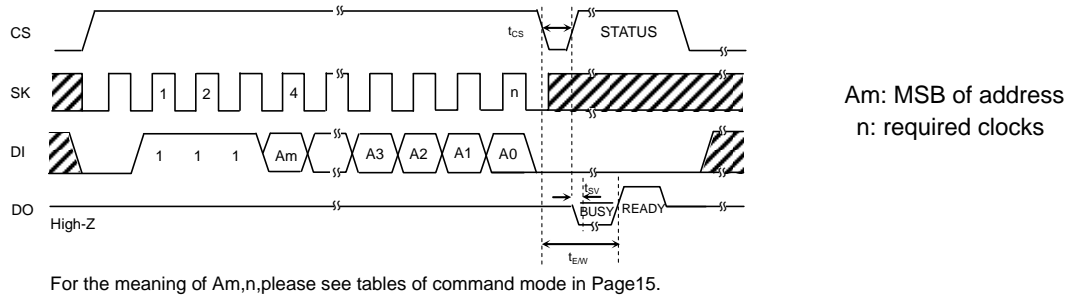 CS tCS STATUS
SK 1 2 4 n
DI 1 1 1 Am A3 A2 A1 A0
tSV
DO BUSY READY
High-Z
tE/W
Am: MSB of address
n: required clocks
For the meaning of Am,n,please see tables of command mode in Page15.